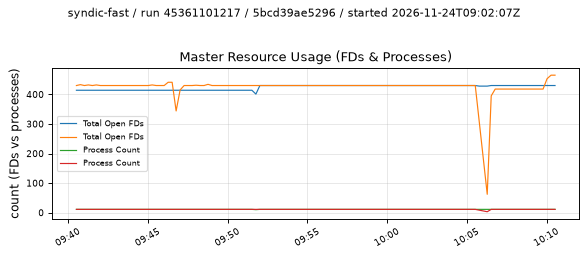 syndic-fast / run 45361101217 / 5bcd39ae5296 / started 2026-11-24T09:02:07Z
Master Resource Usage (FDs & Processes)
count (FDs vs processes)
400
300
200
100
0
Total Open FDs
Total Open FDs
Process Count
Process Count
09:40
09:45
09:50
09:55
10:00
10:05
10:10